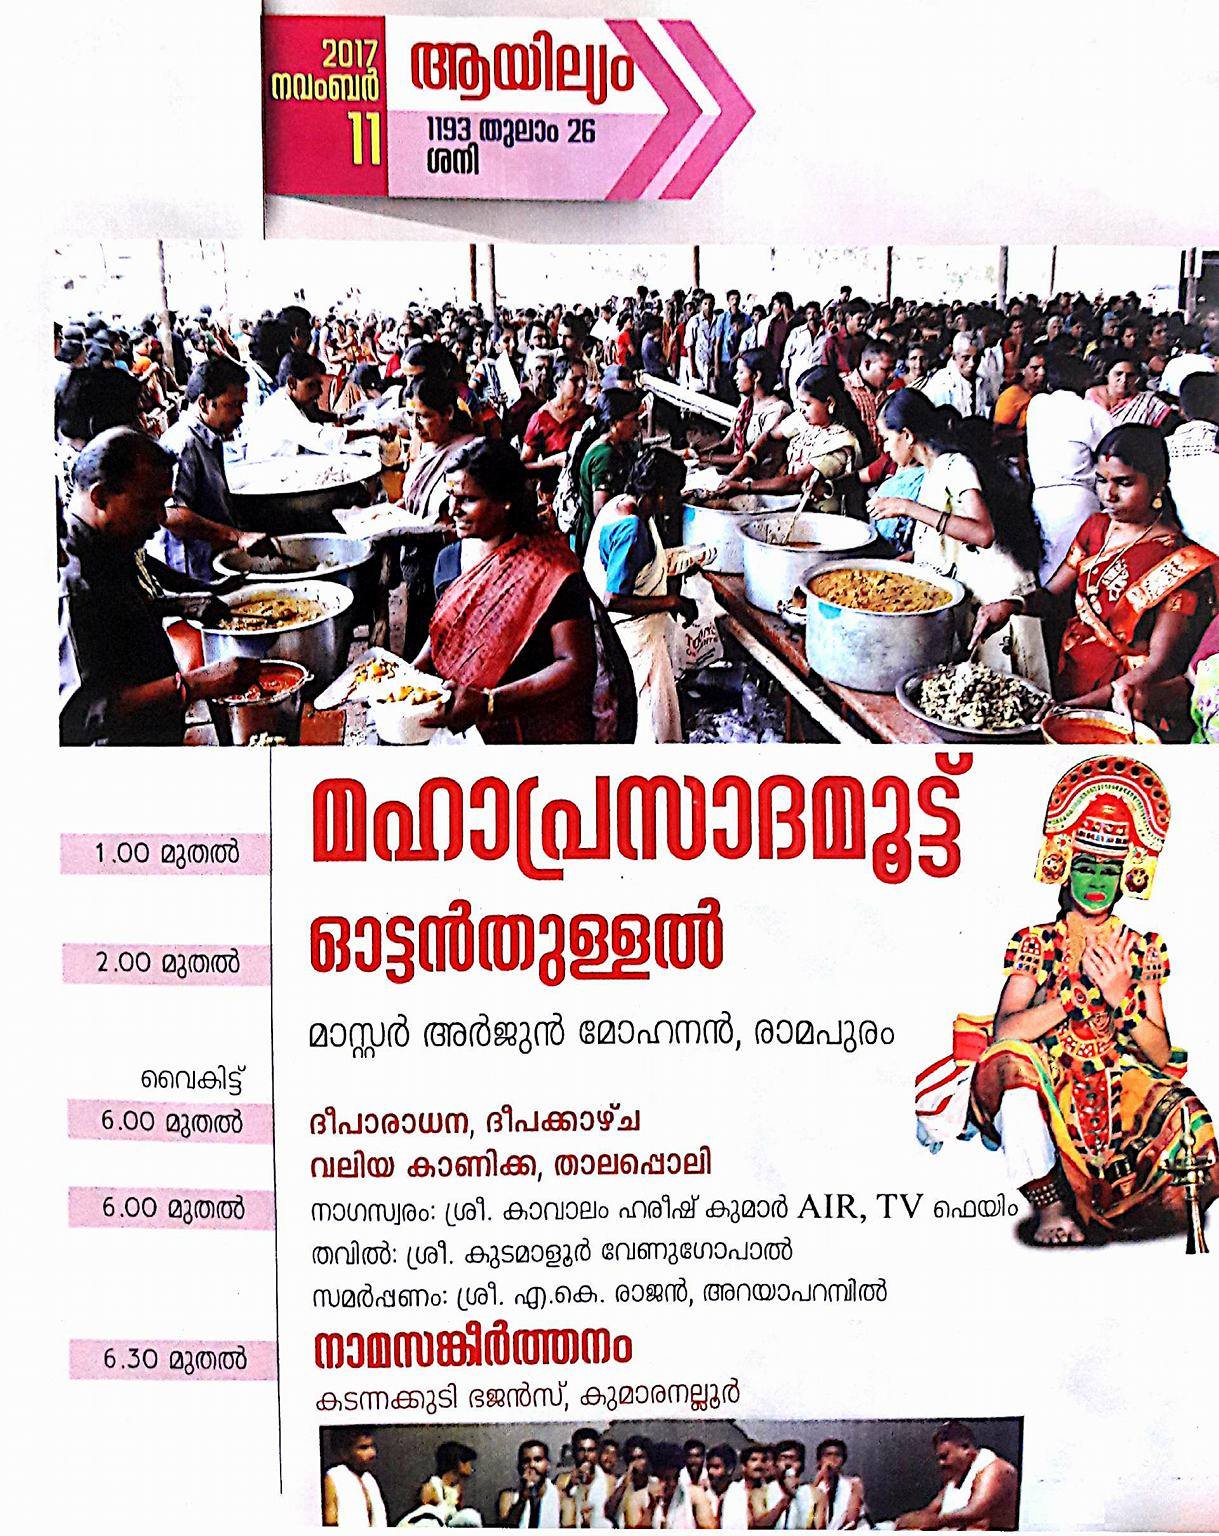 2017
നവംബർ
11
ആയില്യം
1193 തുലാം 26
ശനി
1.00 മുതൽ
മഹാപ്രസാദമൂട്ട്
2.00 മുതൽ
ഓട്ടൻതുള്ളൽ
മാസ്റ്റർ അർജുൻ മോഹനൻ, രാമപുരം
വൈകിട്ട്
6.00 മുതൽ
ദീപാരാധന, ദീപക്കാഴ്ച
വലിയ കാണിക്ക, താലപ്പൊലി
6.00 മുതൽ
നാഗസ്വരം: ശ്രീ. കാവാലം ഹരീഷ് കുമാർ AIR, TV ഫെയിം
തവിൽ: ശ്രീ. കുടമാളൂർ വേണുഗോപാൽ
സമർപ്പണം: ശ്രീ. എ.കെ. രാജൻ, അറയാപറമ്പിൽ
6.30 മുതൽ
നാമസങ്കീർത്തനം
കടന്നക്കുടി ഭജൻസ്, കുമാരനല്ലൂർ